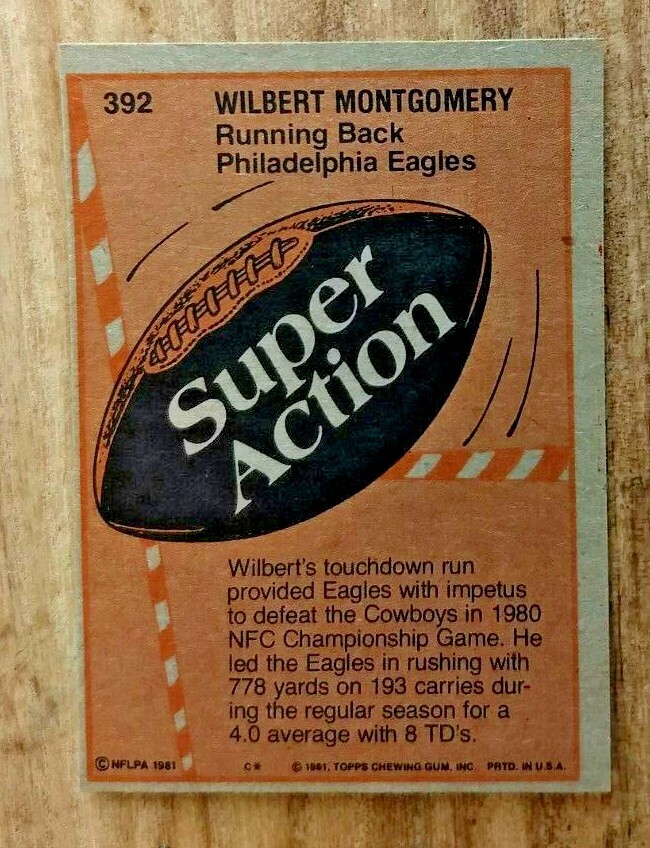 392 WILBERT MONTGOMERY
Running Back
Philadelphia Eagles
Super
Action
Wilbert's touchdown run
provided Eagles with impetus
to defeat the Cowboys in 1980
NFC Championship Game. He
led the Eagles in rushing with
778 yards on 193 carries dur-
ing the regular season for a
4.0 average with 8 TD's.
© NFLPA 1981 C* © 1981, TOPPS CHEWING GUM, INC. PRTD. IN U.S.A.